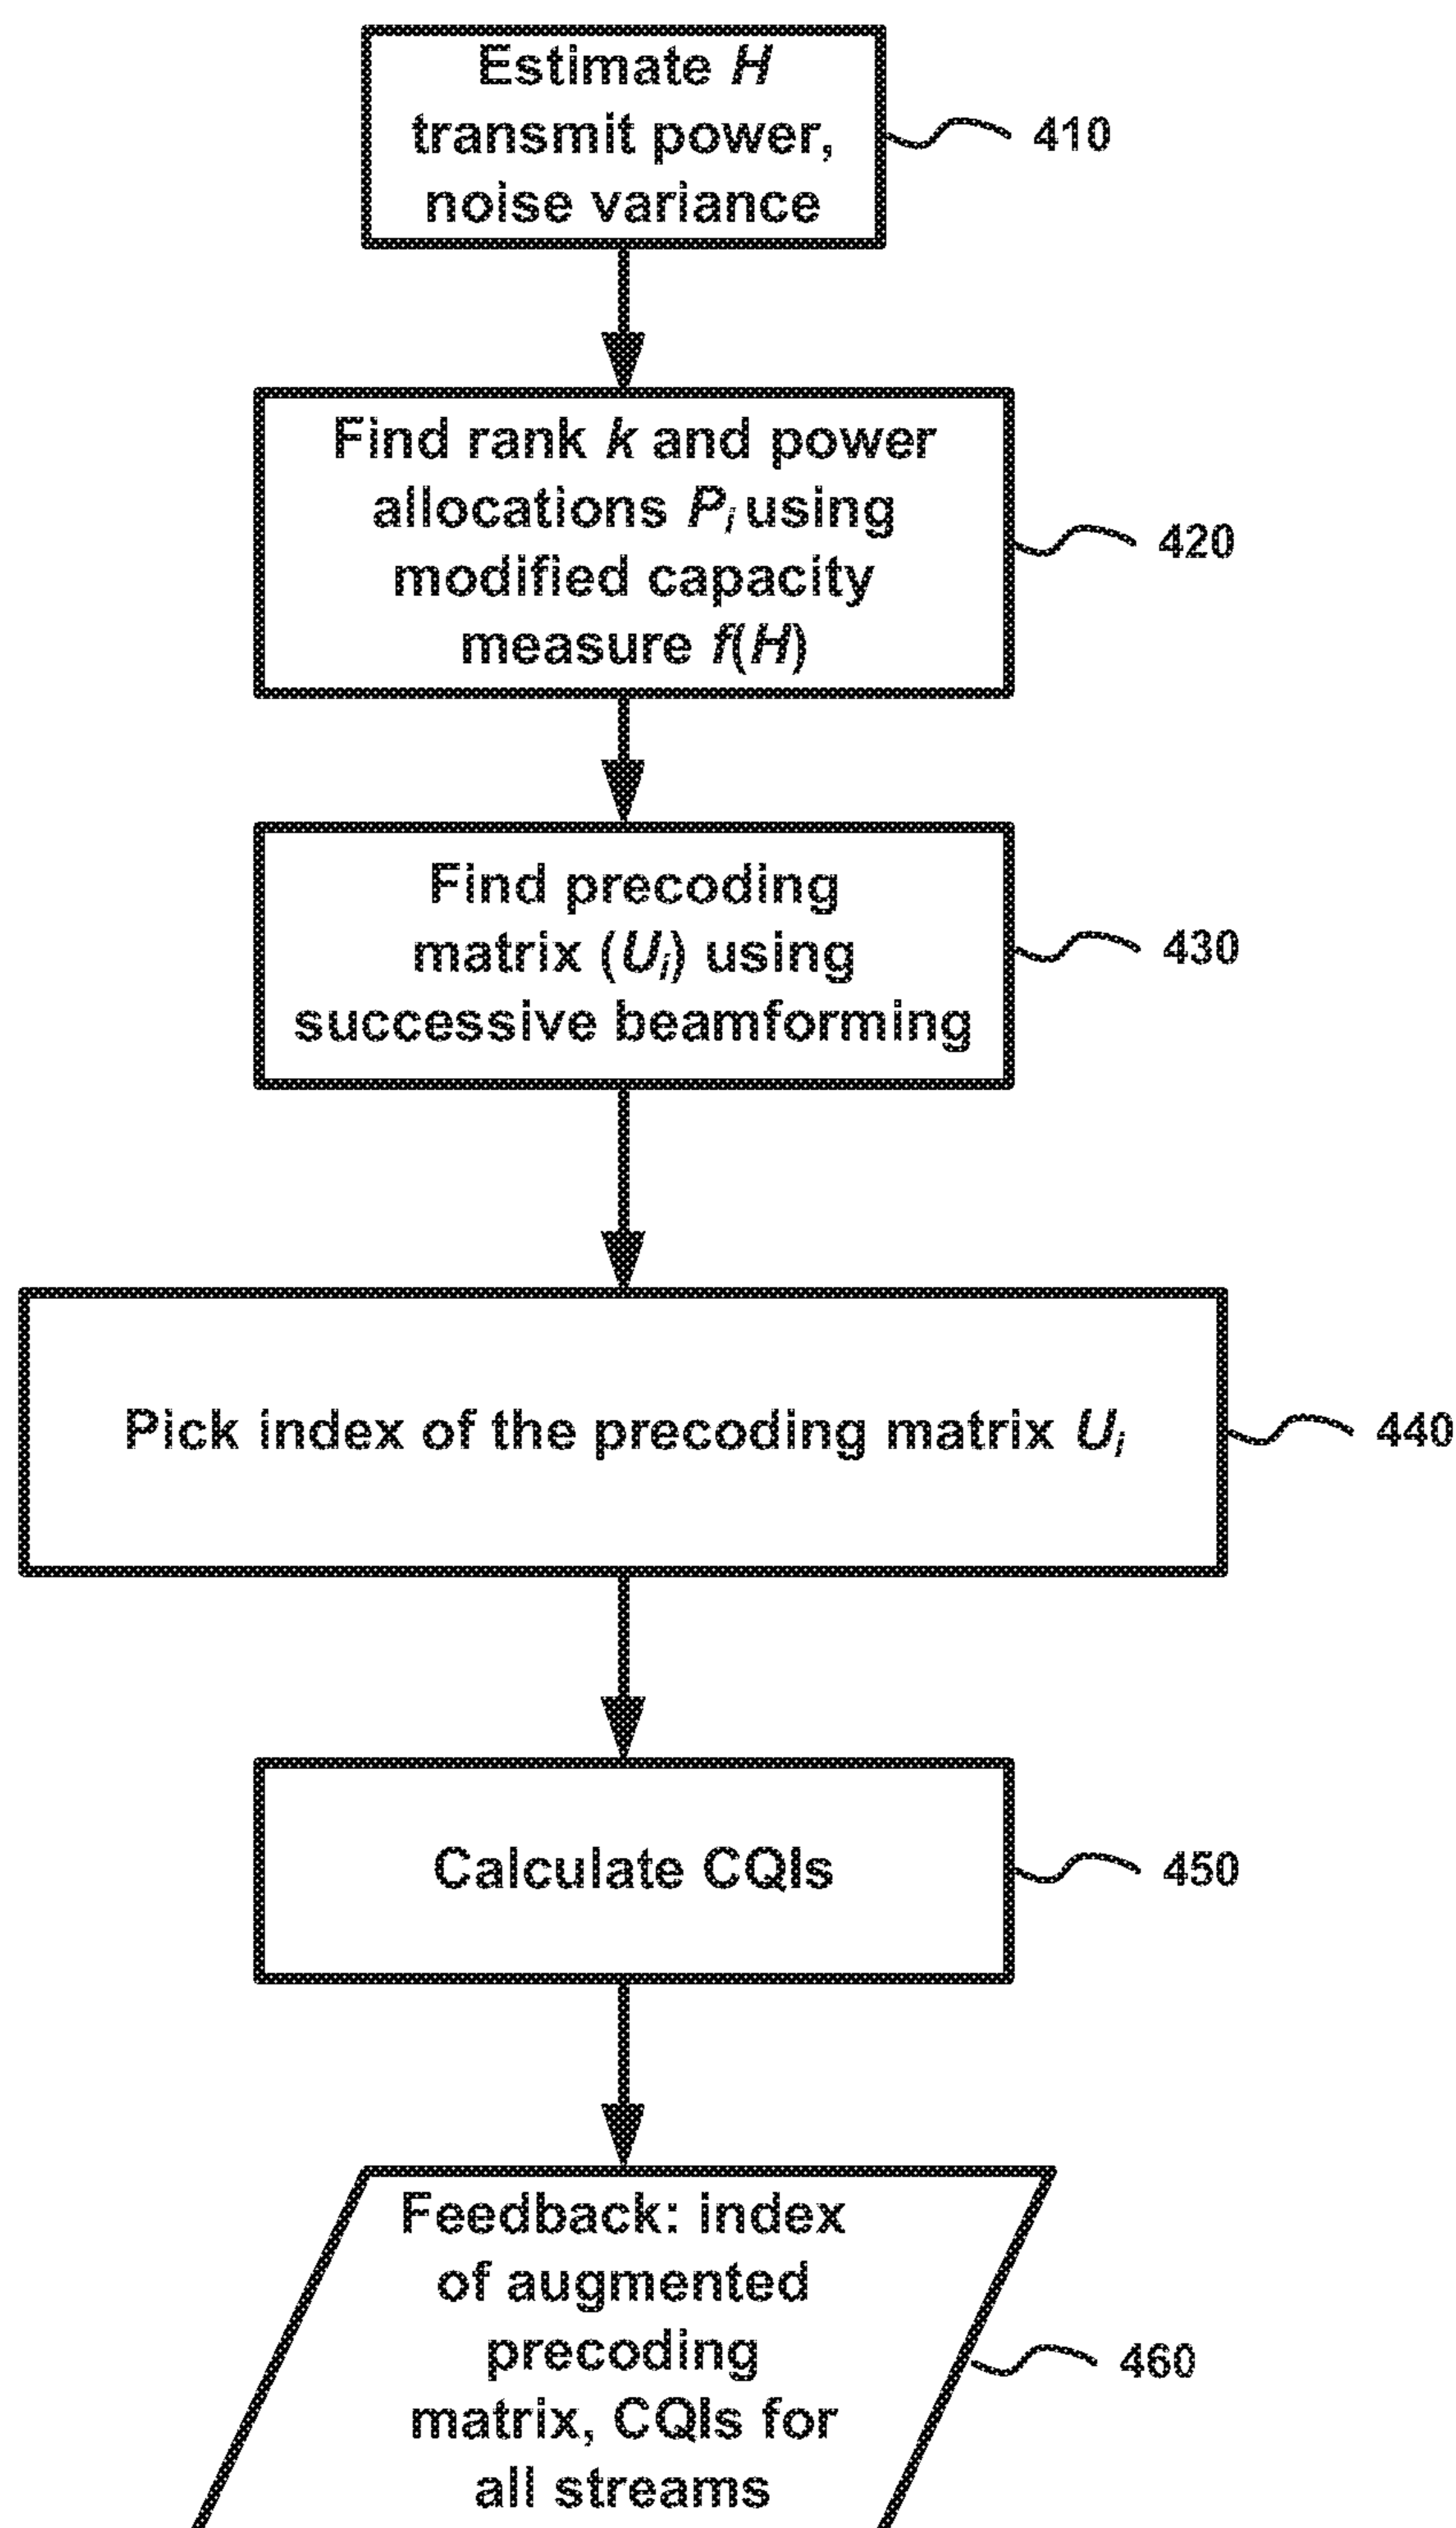 Estimate H
transmit power,
noise variance
410
Find rank k and power
allocations Pi using
modified capacity
measure f(H)
420
Find precoding
matrix (Ui) using
successive beamforming
430
Pick index of the precoding matrix Ui
440
Calculate CQIs
450
Feedback: index
of augmented
precoding
matrix, CQIs for
all streams
460